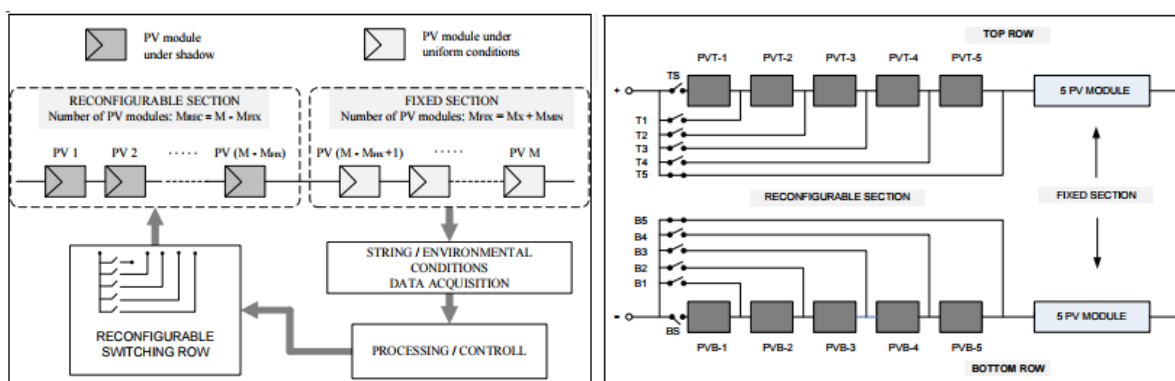 PV module
under shadow
PV module under
uniform conditions
RECONFIGURABLE SECTION
Number of PV modules: MREC = M - MFIX
FIXED SECTION
Number of PV modules: MFIX = MX + MMIN
PV 1
PV 2
.....
PV (M - MFIX)
PV (M - MFIX+1)
.....
PV M
RECONFIGURABLE
SWITCHING ROW
STRING / ENVIRONMENTAL
CONDITIONS
DATA ACQUISITION
PROCESSING / CONTROLL
TOP ROW
PVT-1
PVT-2
PVT-3
PVT-4
PVT-5
TS
+
5 PV MODULE
T1
T2
T3
T4
T5
RECONFIGURABLE SECTION
FIXED SECTION
B5
B4
B3
B2
B1
-
BS
5 PV MODULE
PVB-1
PVB-2
PVB-3
PVB-4
PVB-5
BOTTOM ROW